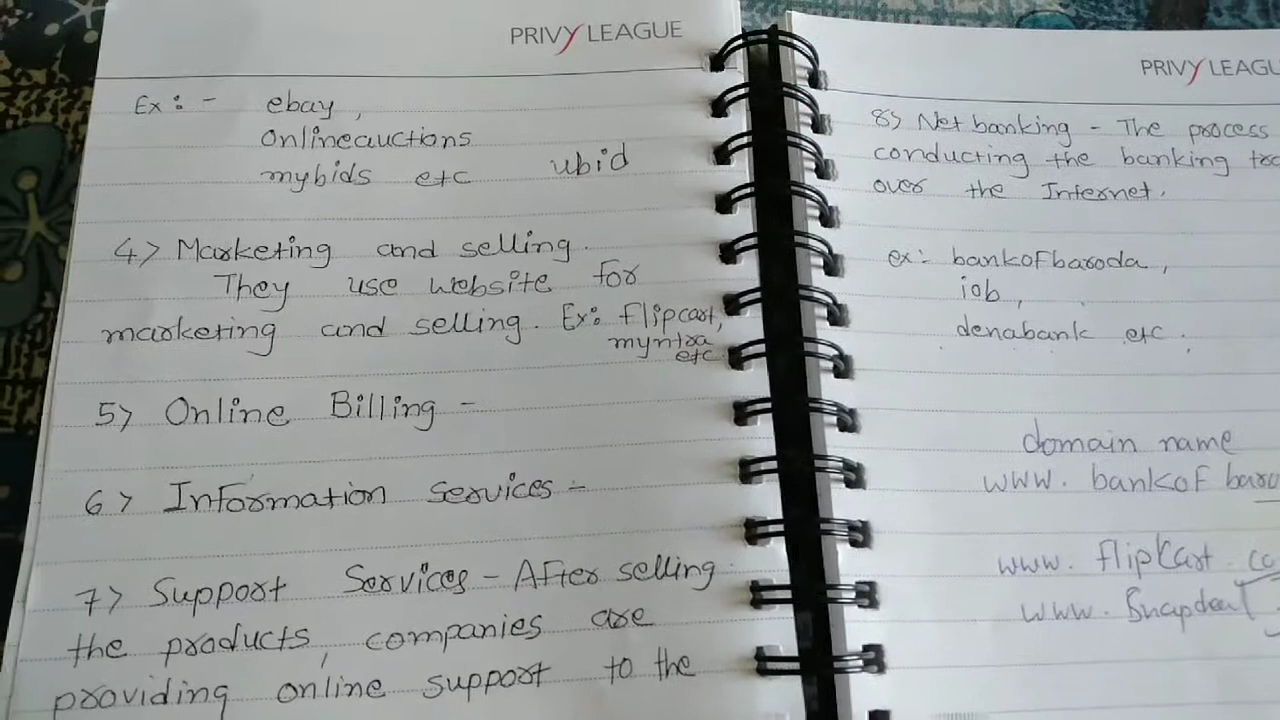 PRIVY LEAGUE
Ex:- ebay,
Onlineauctions
mybids etc ubid
4> Marketing and selling.
They use website for
marketing and selling. Ex: Flipcart,
myntra
etc
5> Online Billing -
6> Information Services -
7> Support Services - After selling
the products, companies are
providing online support to the
PRIVY LEAGU
8> Net banking - The process
conducting the banking tra
over the Internet.
ex:- bankofbaroda,
iob,
denabank etc.
domain name
www. bankof baro
www. flipkart . co
www. Snapdeal